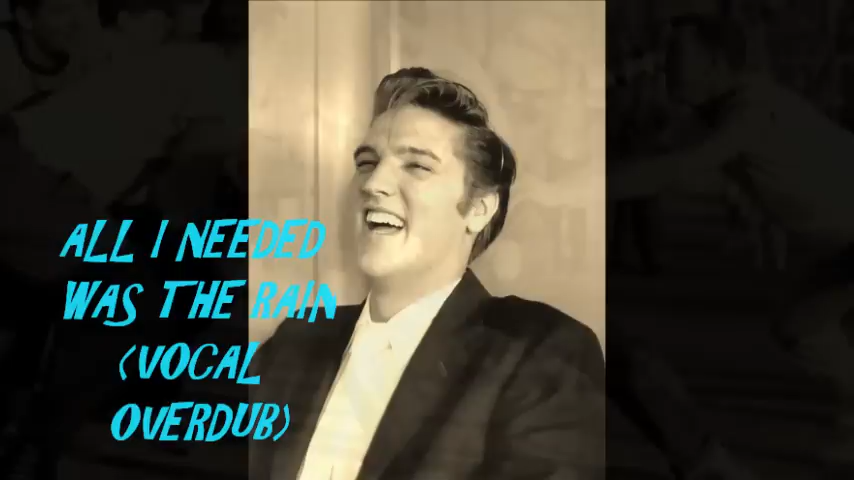 ALL I NEEDED
WAS THE RAIN
(VOCAL
OVERDUB)